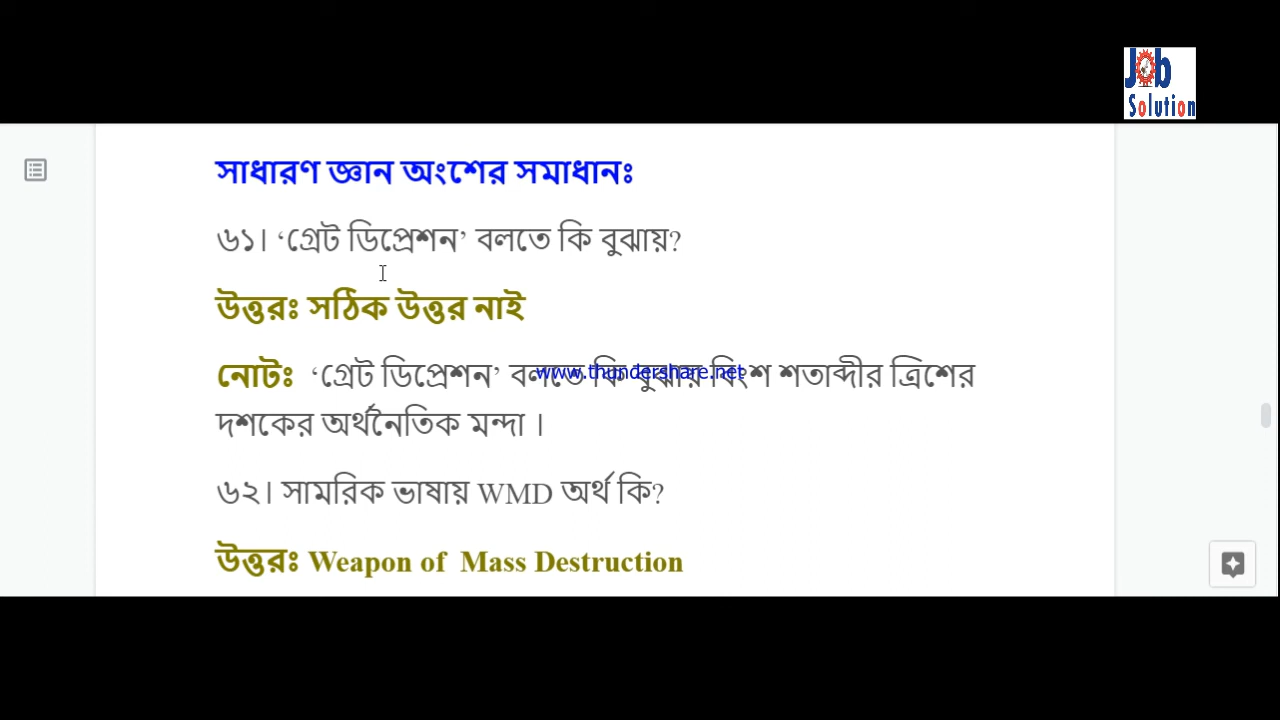 Job
Solution
সাধারণ জ্ঞান অংশের সমাধানঃ
৬১। ‘গ্রেট ডিপ্রেশন’ বলতে কি বুঝায়?
উত্তরঃ সঠিক উত্তর নাই
নোটঃ ‘গ্রেট ডিপ্রেশন’ বলতে কি বুঝায় বিংশ শতাব্দীর ত্রিশের
www.thundershare.net
দশকের অর্থনৈতিক মন্দা ।
৬২। সামরিক ভাষায় WMD অর্থ কি?
উত্তরঃ Weapon of Mass Destruction